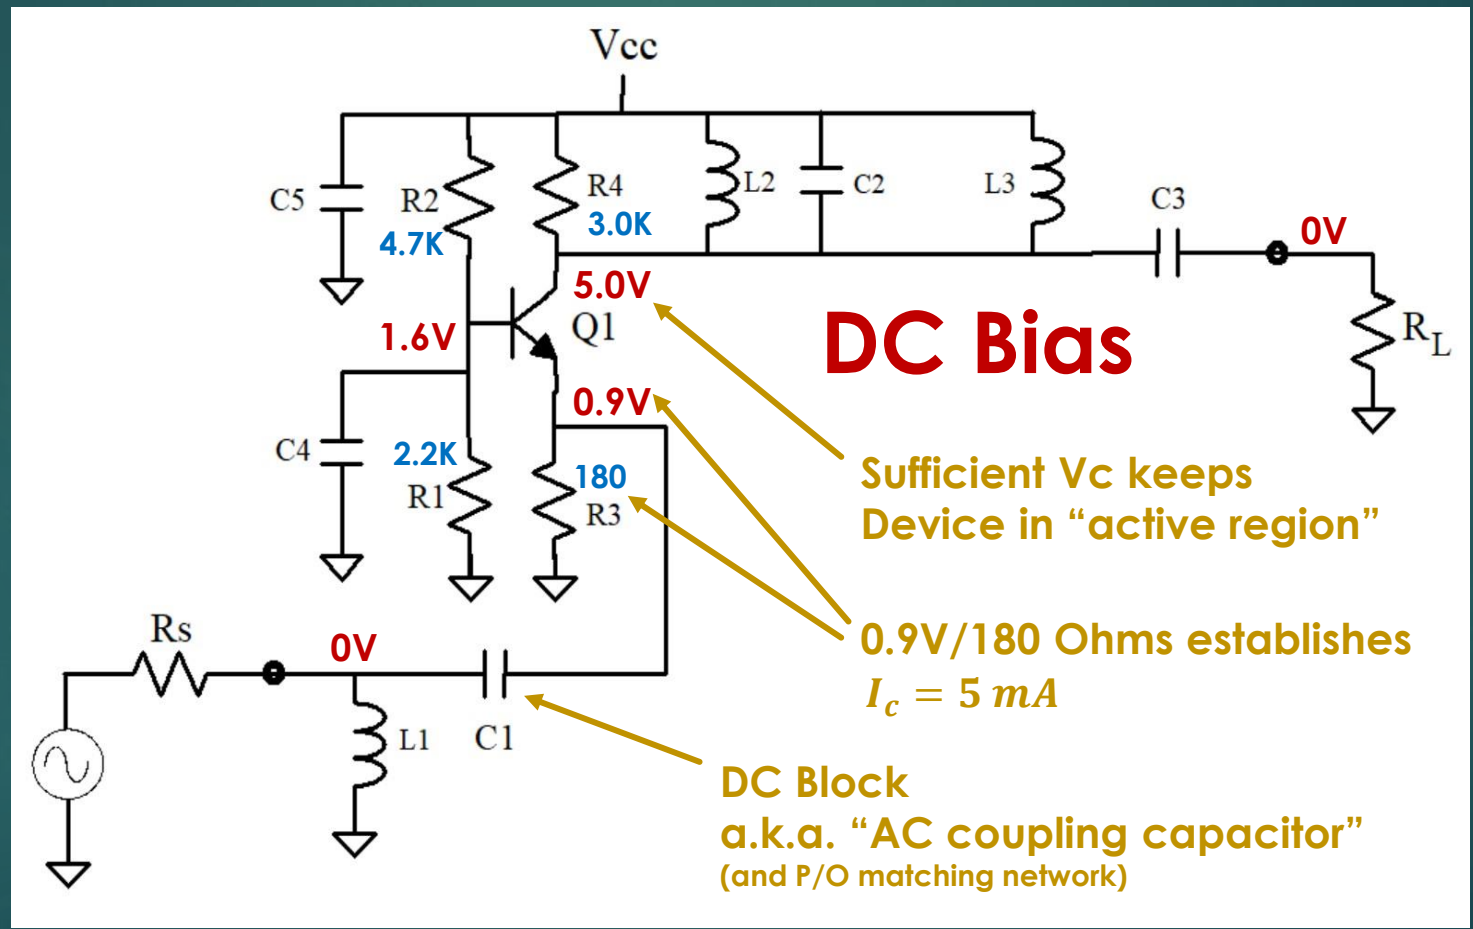 Vcc
C5
R2
4.7K
R4
3.0K
L2
C2
L3
C3
0V
5.0V
Q1
1.6V
DC Bias
R_L
0.9V
C4
2.2K
R1
180
R3
Sufficient Vc keeps
Device in “active region”
Rs
0V
0.9V/180 Ohms establishes
I_c = 5 mA
L1
C1
DC Block
a.k.a. “AC coupling capacitor”
(and P/O matching network)